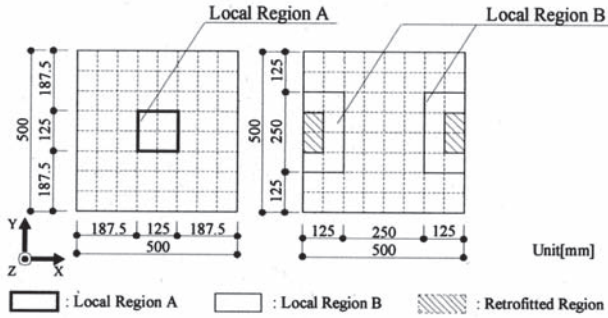 Local Region A
Local Region B
187.5
125
187.5
500
187.5 125 187.5
500
125
250
125
500
125 250 125
500
Y
Z X
Unit[mm]
: Local Region A : Local Region B : Retrofitted Region